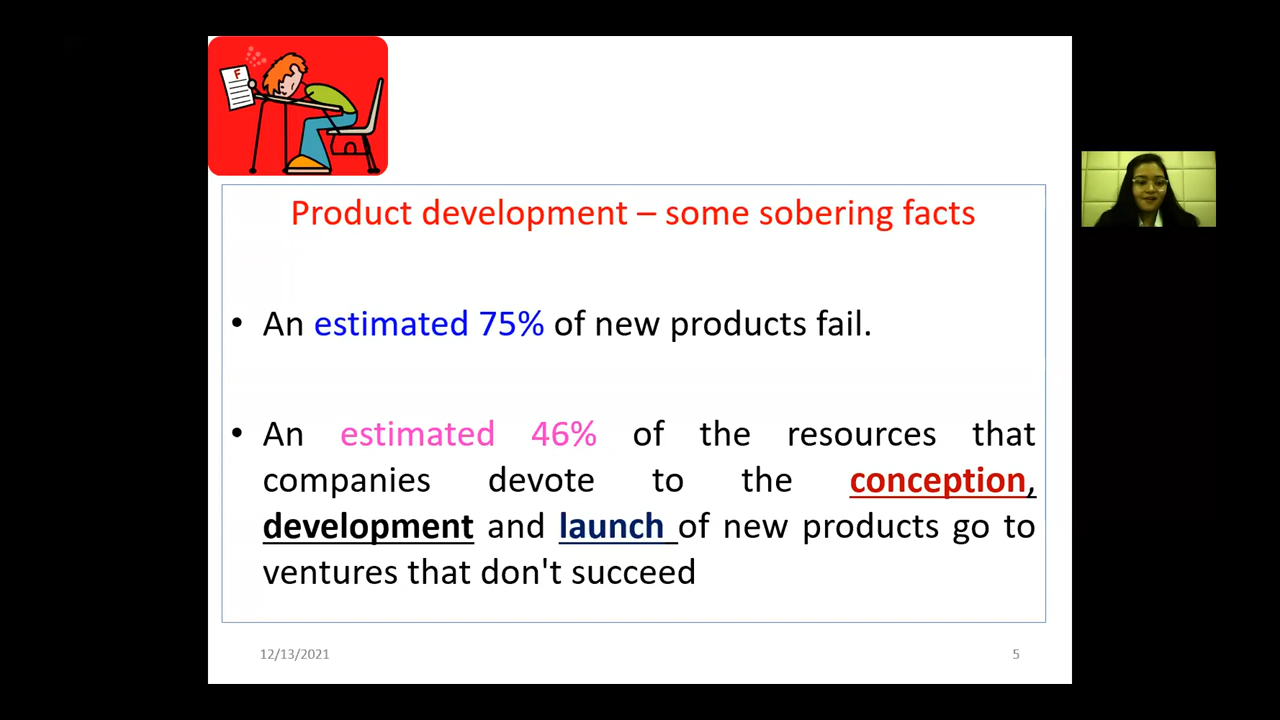 F
Product development – some sobering facts
• An estimated 75% of new products fail.
• An estimated 46% of the resources that
companies devote to the conception,
development and launch of new products go to
ventures that don't succeed
12/13/2021
5